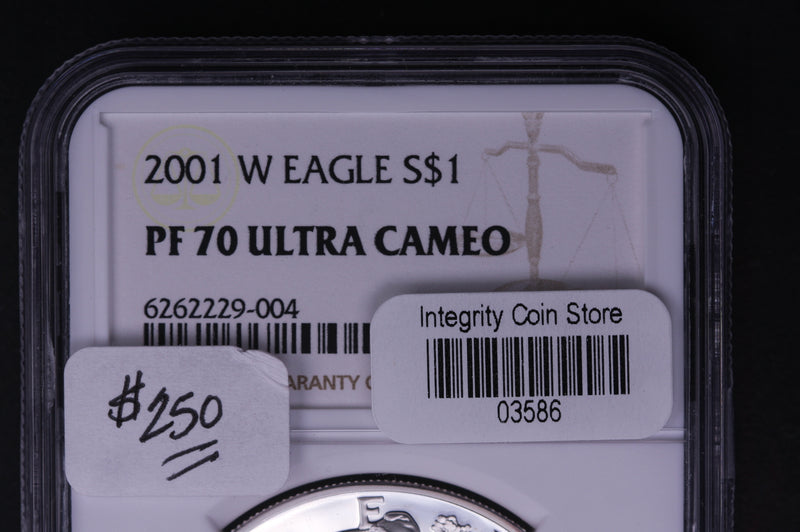 2001 W EAGLE S$1
PF 70 ULTRA CAMEO
6262229-004
Integrity Coin Store
03586
$250
E